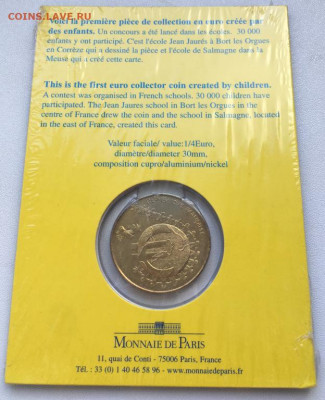 COINS.LAVE.RU
Voici la première pièce de collection en euro créée par
des enfants. Un concours a été lancé dans les écoles. 30 000
enfants y ont participé. C'est l'école Jean Jaurès à Bort les Orgues
en Corrèze qui a dessiné la pièce et l'école de Salmagne dans la
Meuse qui a créé cette carte.
This is the first euro collector coin created by children.
A contest was organised in French schools. 30 000 children have
participated. The Jean Jaures school in Bort les Orgues in the
centre of France drew the coin and the school in Salmagne, located
in the east of France, created this card.
Valeur faciale/ value:1/4Euro,
diamètre/diameter 30mm,
composition cupro/aluminium/nickel
MONNAIE DE PARIS
11, quai de Conti - 75006 Paris, France
Tél. : 33 (0) 1 40 46 58 96 - www.monnaiedeparis.fr